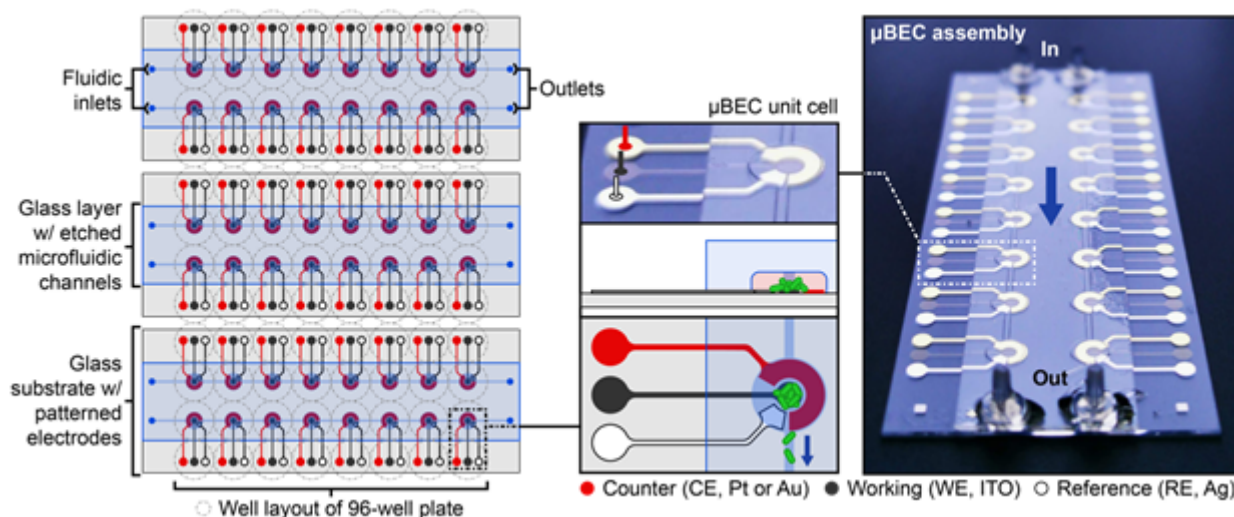 Fluidic
inlets
Outlets
Glass layer
w/ etched
microfluidic
channels
Glass
substrate w/
patterned
electrodes
Well layout of 96-well plate
µBEC unit cell
µBEC assembly
In
Out
Counter (CE, Pt or Au) Working (WE, ITO) Reference (RE, Ag)